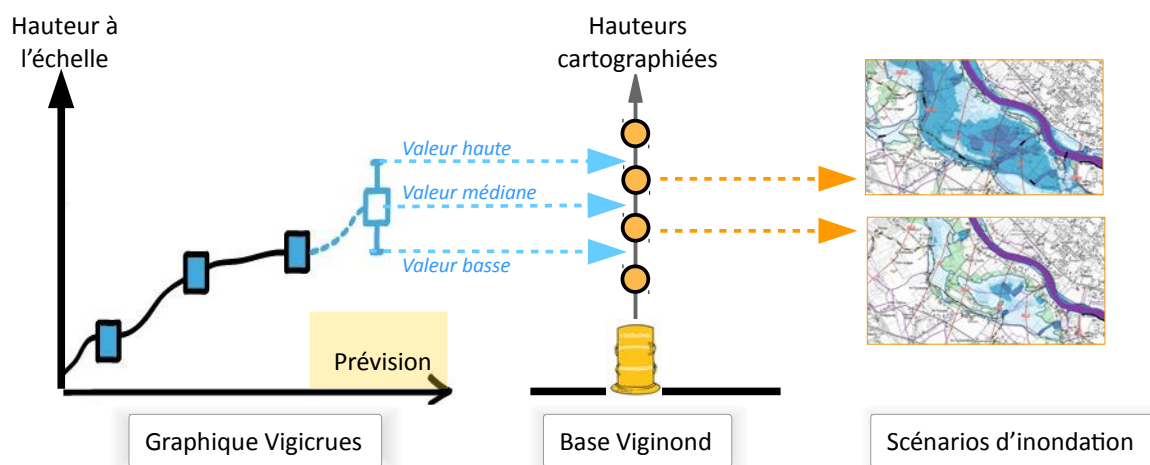 Hauteur à
l’échelle
Hauteurs
cartographiées
Valeur haute
Valeur médiane
Valeur basse
Prévision
Graphique Vigicrues
Base Viginond
Scénarios d’inondation